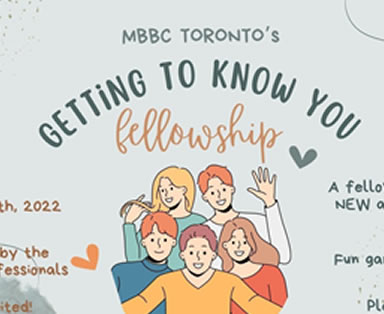 MBBC TORONTO's
GETTiNG TO KNOW YOU
fellowship
th, 2022
by the
fessionals
ited!
A fello
NEW a
Fun ga
Pla